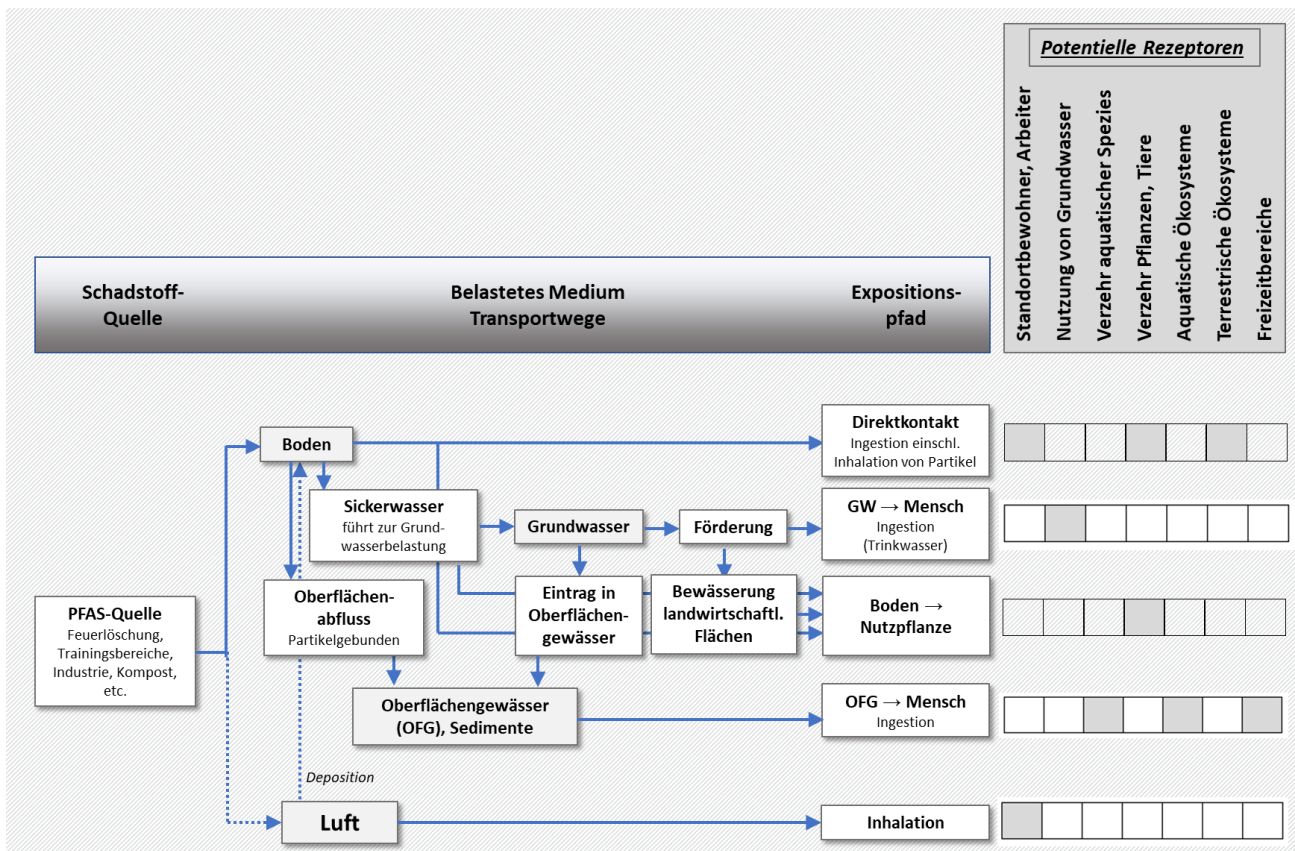 Potentielle Rezeptoren
Standortbewohner, Arbeiter
Nutzung von Grundwasser
Verzehr aquatischer Spezies
Verzehr Pflanzen, Tiere
Aquatische Ökosysteme
Terrestrische Ökosysteme
Freizeitbereiche
Schadstoff-
Quelle
Belastetes Medium
Transportwege
Expositions-
pfad
Boden
Direktkontakt
Ingestion einschl.
Inhalation von Partikel
Sickerwasser
führt zur Grund-
wasserbelastung
Grundwasser
Förderung
GW → Mensch
Ingestion
(Trinkwasser)
PFAS-Quelle
Feuerlöschung,
Trainingsbereiche,
Industrie, Kompost,
etc.
Oberflächen-
abfluss
Partikelgebunden
Eintrag in
Oberflächen-
gewässer
Bewässerung
landwirtschaftl.
Flächen
Boden →
Nutzpflanze
Oberflächengewässer
(OFG), Sedimente
OFG → Mensch
Ingestion
Deposition
Luft
Inhalation